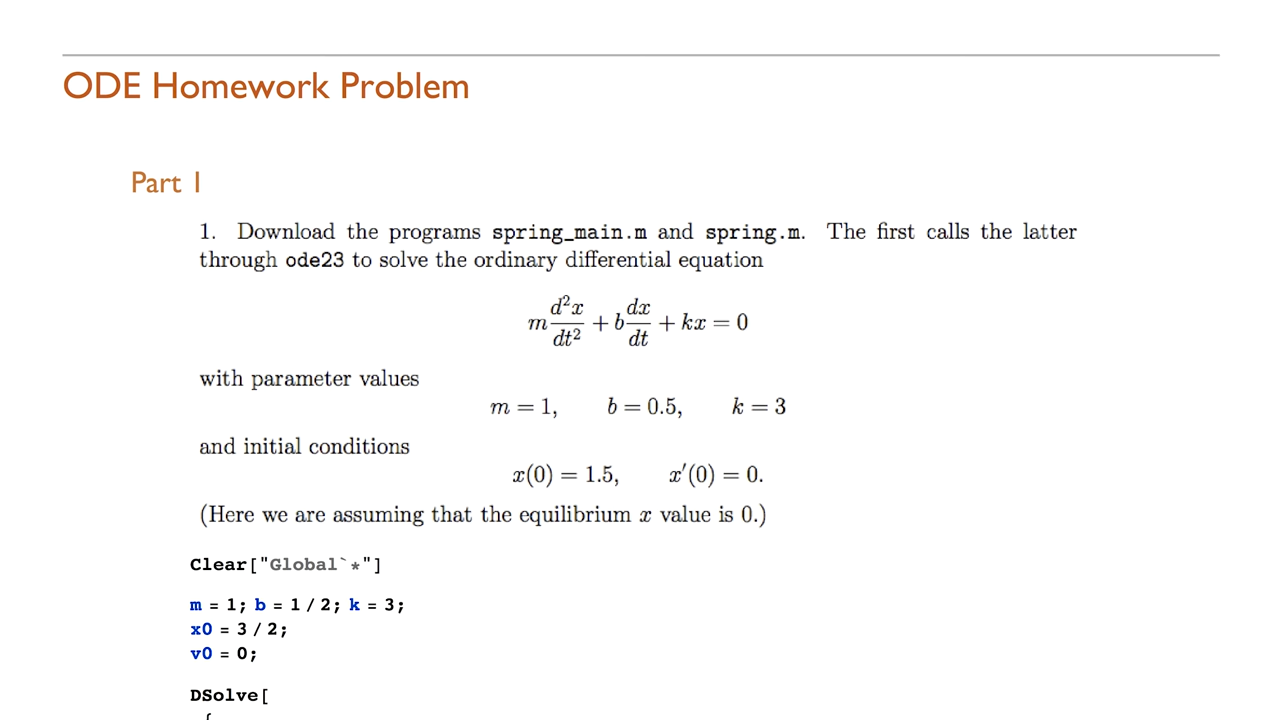 ODE Homework Problem
Part 1
1. Download the programs spring_main.m and spring.m. The first calls the latter
through ode23 to solve the ordinary differential equation
m d²x/dt² + b dx/dt + kx = 0
with parameter values
m = 1, b = 0.5, k = 3
and initial conditions
x(0) = 1.5, x′(0) = 0.
(Here we are assuming that the equilibrium x value is 0.)
Clear["Global`*"]
m = 1; b = 1 / 2; k = 3;
x0 = 3 / 2;
v0 = 0;
DSolve[
{